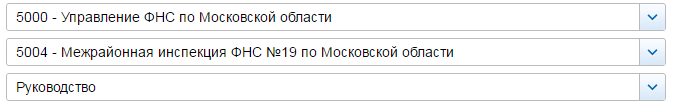 5000 - Управление ФНС по Московской области
5004 - Межрайонная инспекция ФНС №19 по Московской области
Руководство